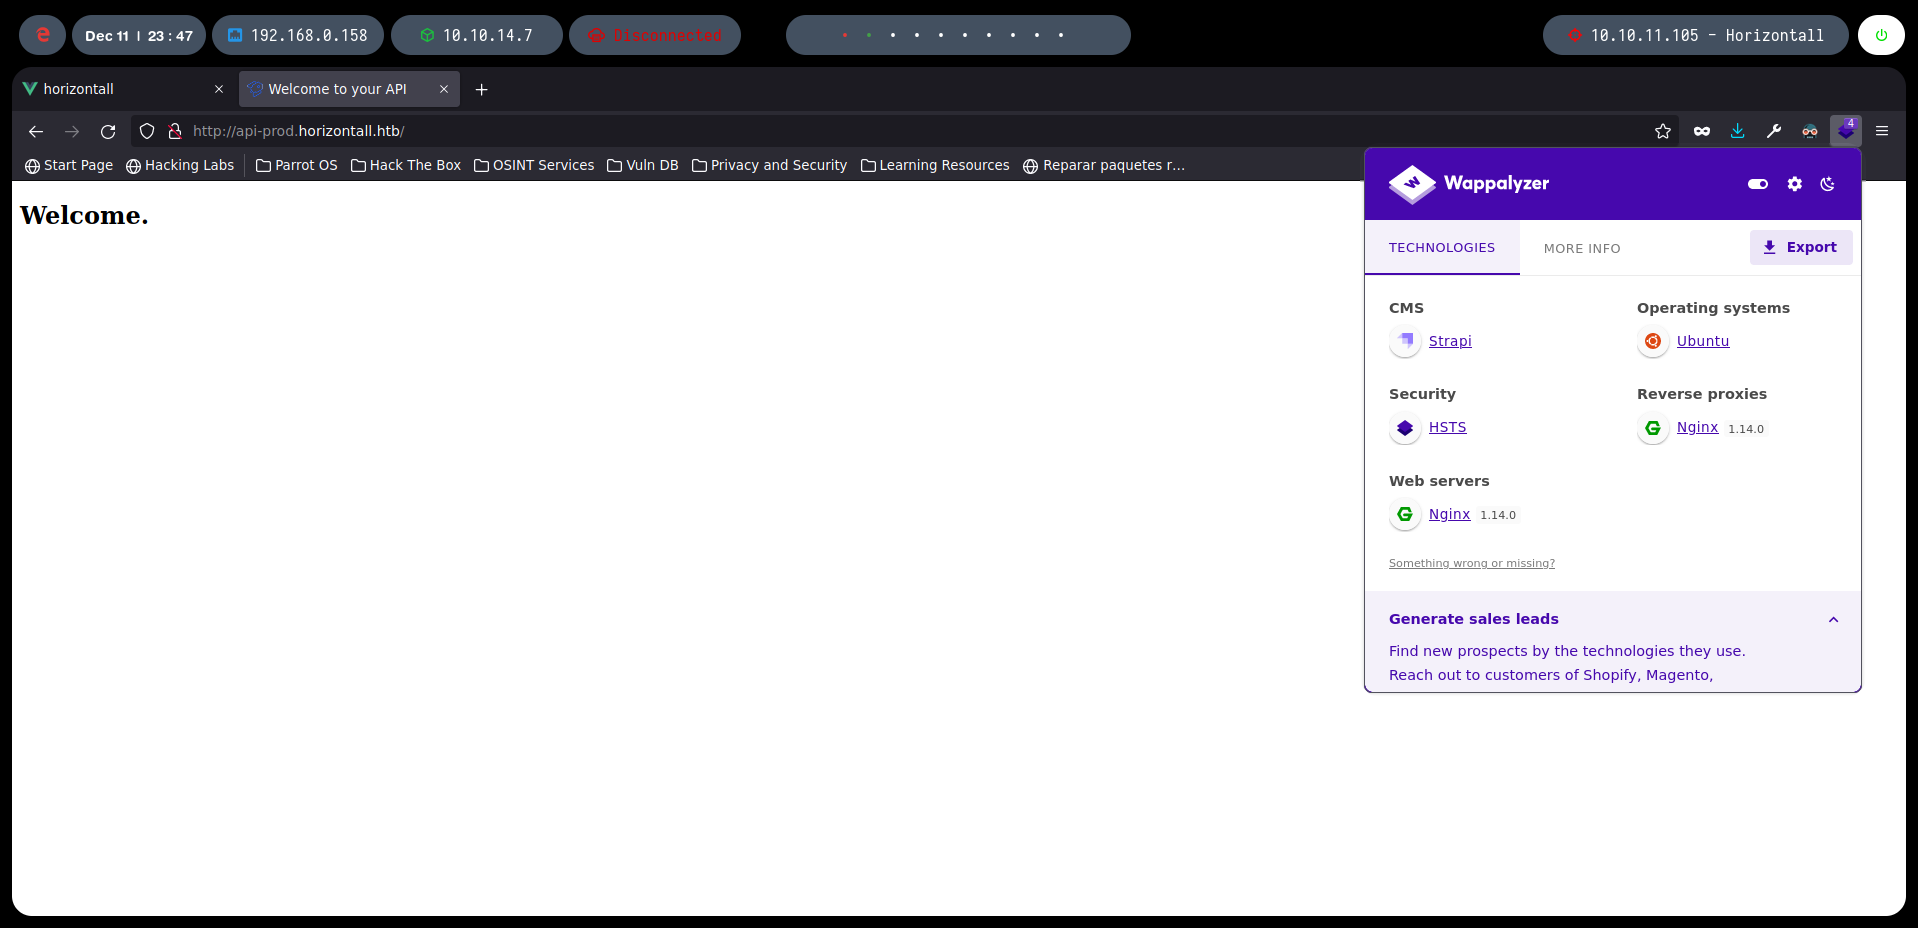 Dec 11 | 23 : 47
192.168.0.158
10.10.14.7
Disconnected
10.10.11.105 - Horizontall
horizontall
Welcome to your API
http://api-prod.horizontall.htb/
4
Start Page
Hacking Labs
Parrot OS
Hack The Box
OSINT Services
Vuln DB
Privacy and Security
Learning Resources
Reparar paquetes r…
Welcome.
Wappalyzer
TECHNOLOGIES
MORE INFO
Export
CMS
Strapi
Operating systems
Ubuntu
Security
HSTS
Reverse proxies
Nginx 1.14.0
Web servers
Nginx 1.14.0
Something wrong or missing?
Generate sales leads
Find new prospects by the technologies they use.
Reach out to customers of Shopify, Magento,